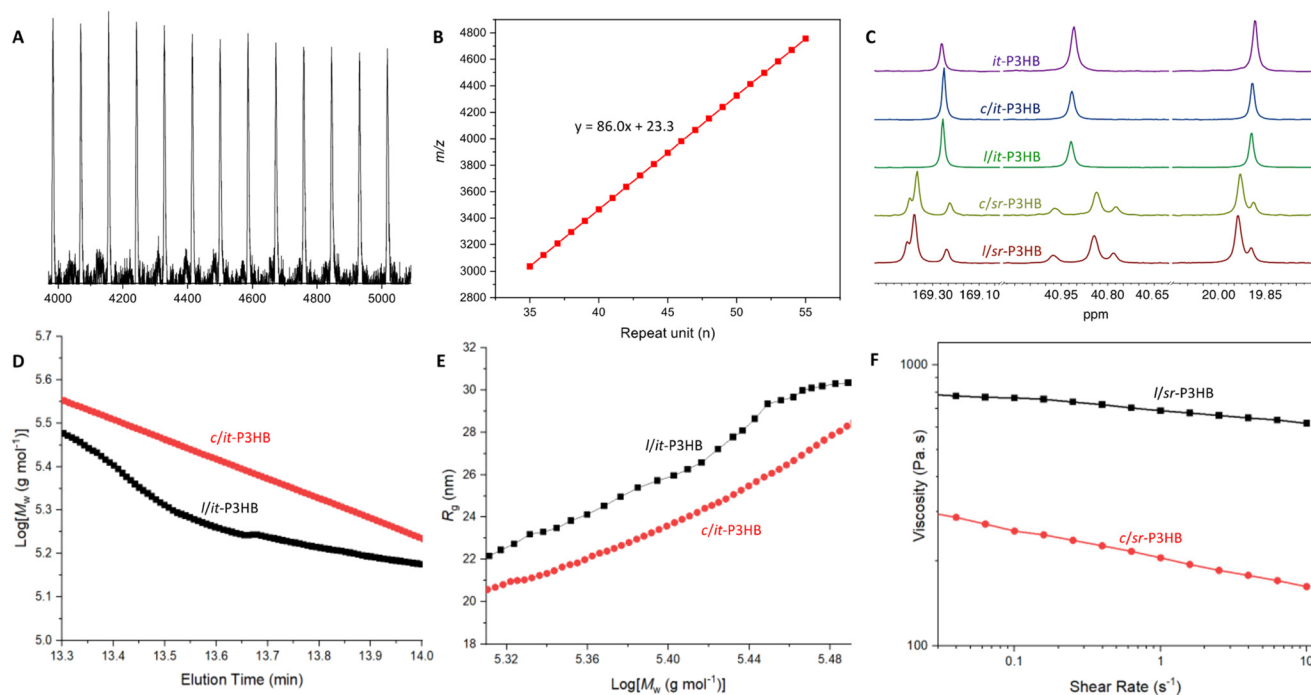 A
4000 4200 4400 4600 4800 5000
B
4800
4600
4400
4200
4000
3800
3600
3400
3200
3000
2800
m/z
y = 86.0x + 23.3
35 40 45 50 55
Repeat unit (n)
C
it-P3HB
c/it-P3HB
l/it-P3HB
c/sr-P3HB
l/sr-P3HB
169.30 169.10 40.95 40.80 40.65 20.00 19.85
ppm
D
5.7
5.6
5.5
5.4
5.3
5.2
5.1
5.0
Log[Mw (g mol-1)]
c/it-P3HB
l/it-P3HB
13.3 13.4 13.5 13.6 13.7 13.8 13.9 14.0
Elution Time (min)
E
32
30
28
26
24
22
20
18
Rg (nm)
l/it-P3HB
c/it-P3HB
5.32 5.36 5.40 5.44 5.48
Log[Mw (g mol-1)]
F
1000
100
Viscosity (Pa. s)
l/sr-P3HB
c/sr-P3HB
0.1 1 10
Shear Rate (s-1)